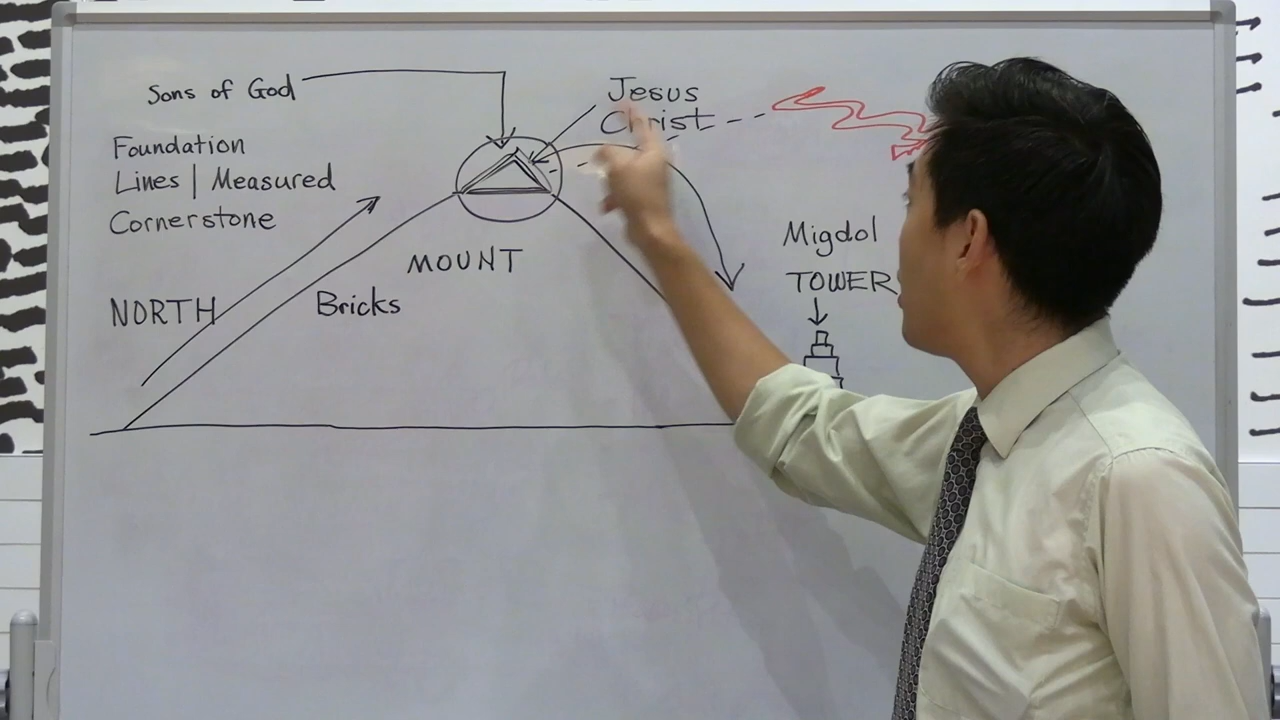 Sons of God
Jesus
Christ
Foundation
Lines | Measured
Cornerstone
MOUNT
Migdol
TOWER
NORTH
Bricks